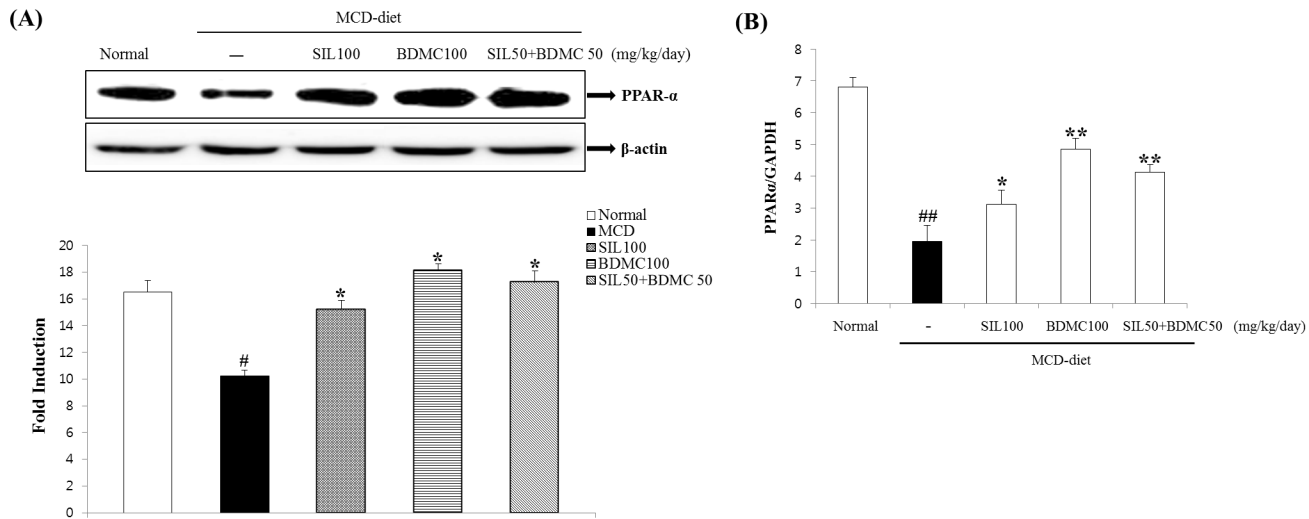 (A)
MCD-diet
Normal — SIL100 BDMC100 SIL50+BDMC 50 (mg/kg/day)
PPAR-α
β-actin
Normal
MCD
SIL100
BDMC100
SIL50+BDMC 50
Fold Induction
20
18
16
14
12
10
8
6
4
2
0
#
*
*
*
(B)
PPARα/GAPDH
8
7
6
5
4
3
2
1
0
##
*
**
**
Normal - SIL100 BDMC100 SIL50+BDMC50 (mg/kg/day)
MCD-diet